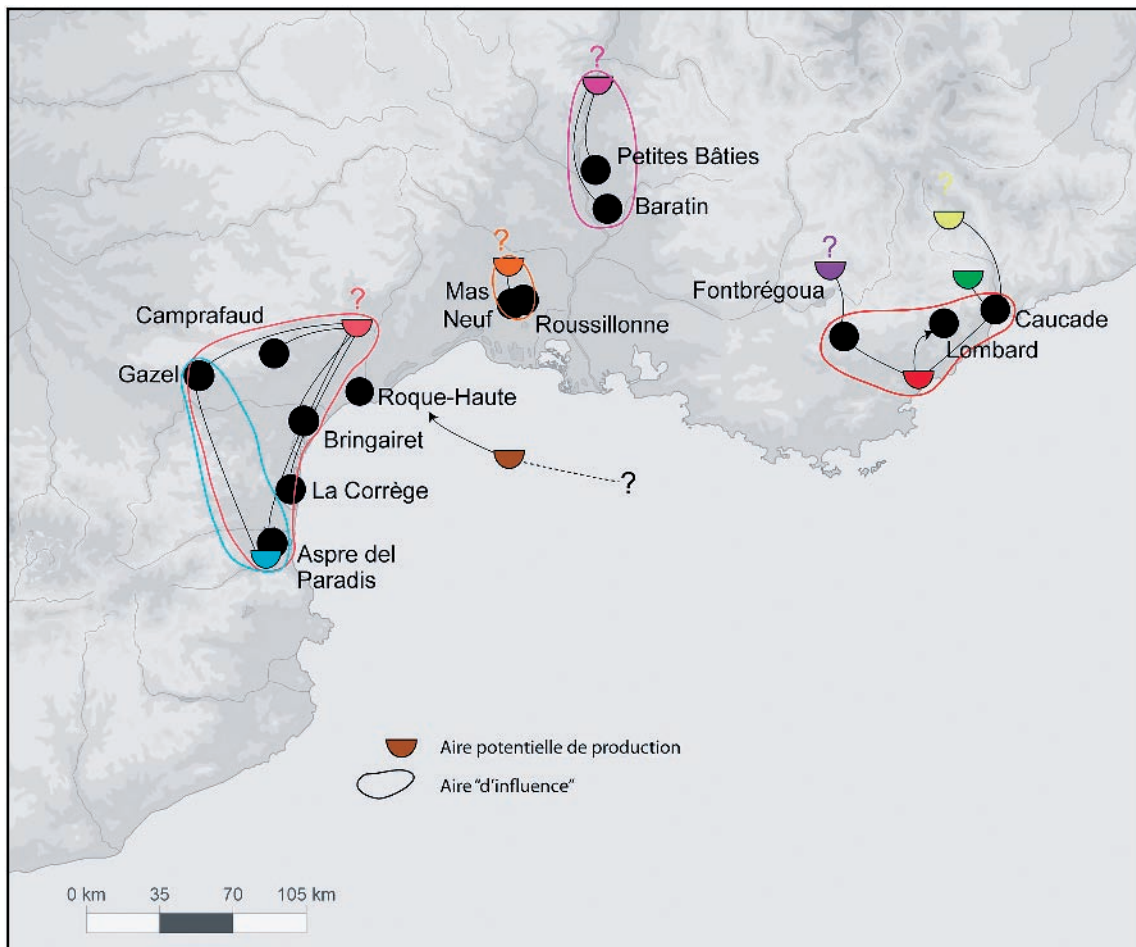 ?
Petites Bâties
Baratin
?
?
Fontbrégoua
?
Mas
Neuf
Roussillonne
Caucade
Lombard
Camprafaud
?
Gazel
Roque-Haute
Bringairet
La Corrège
?
Aspre del
Paradis
Aire potentielle de production
Aire "d'influence"
0 km 35 70 105 km